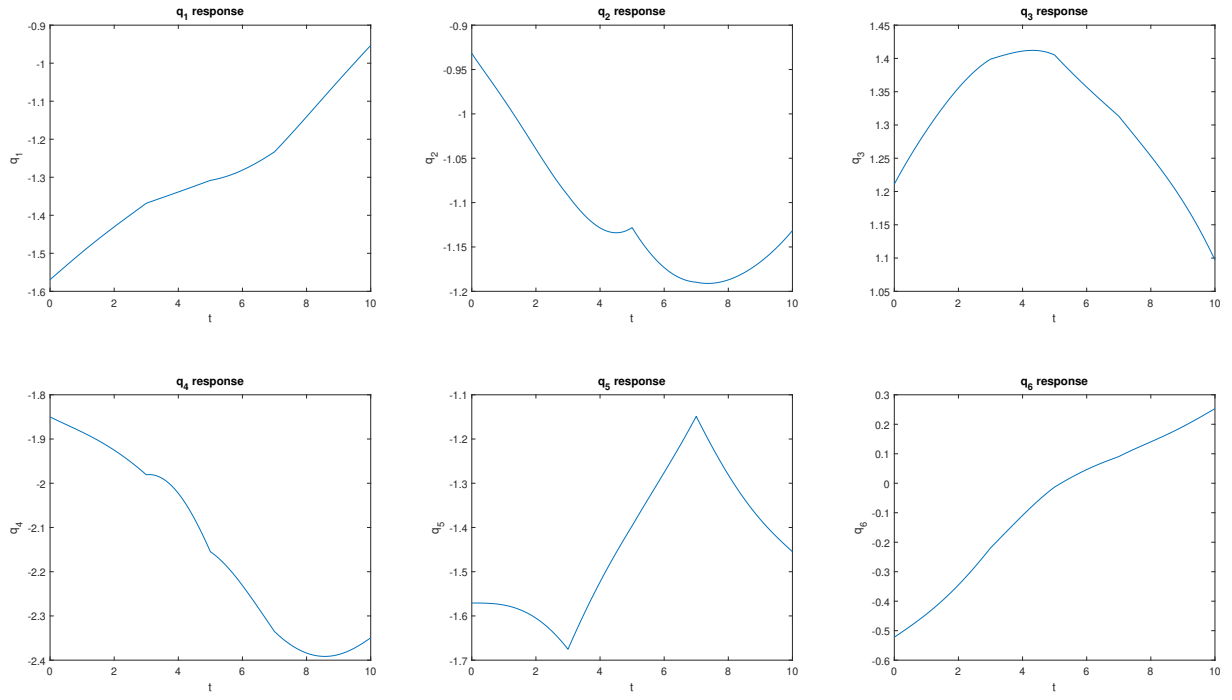 q1 response
-0.9
-1
-1.1
-1.2
-1.3
-1.4
-1.5
-1.6
q1
0 2 4 6 8 10
t
q2 response
-0.9
-0.95
-1
-1.05
-1.1
-1.15
-1.2
q2
0 2 4 6 8 10
t
q3 response
1.45
1.4
1.35
1.3
1.25
1.2
1.15
1.1
1.05
q3
0 2 4 6 8 10
t
q4 response
-1.8
-1.9
-2
-2.1
-2.2
-2.3
-2.4
q4
0 2 4 6 8 10
t
q5 response
-1.1
-1.2
-1.3
-1.4
-1.5
-1.6
-1.7
q5
0 2 4 6 8 10
t
q6 response
0.3
0.2
0.1
0
-0.1
-0.2
-0.3
-0.4
-0.5
-0.6
q6
0 2 4 6 8 10
t